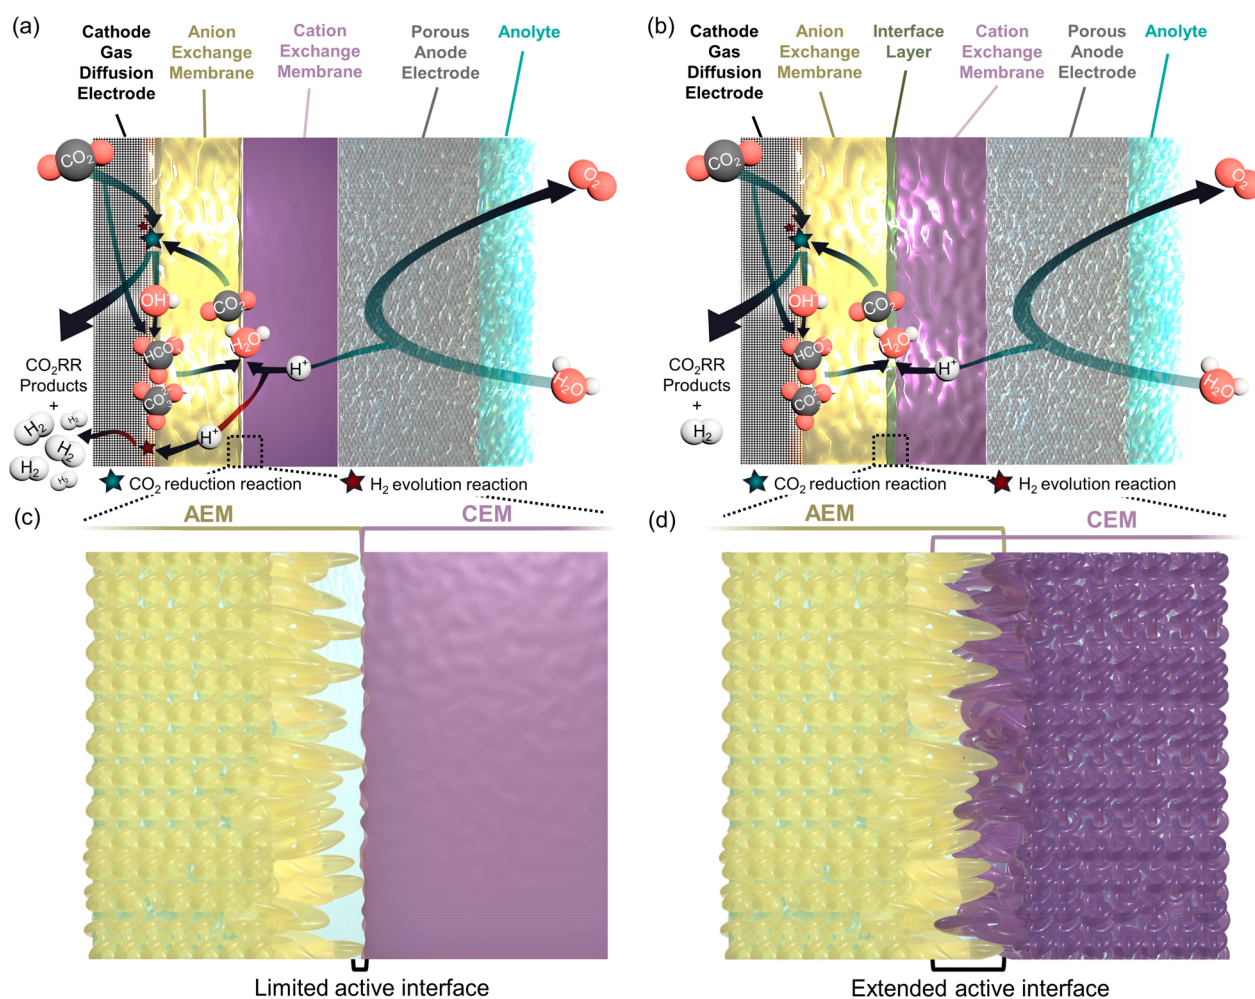 (a)
Cathode
Gas
Diffusion
Electrode
Anion
Exchange
Membrane
Cation
Exchange
Membrane
Porous
Anode
Electrode
Anolyte
CO₂
O₂
OH⁻
CO₂
HCO₃⁻
H₂O
H⁺
CO₃²⁻
H₂O
H⁺
CO₂RR
Products
+
H₂
H₂
H₂
H₂
H₂
CO₂ reduction reaction
H₂ evolution reaction
(b)
Cathode
Gas
Diffusion
Electrode
Anion
Exchange
Membrane
Interface
Layer
Cation
Exchange
Membrane
Porous
Anode
Electrode
Anolyte
CO₂
O₂
OH⁻
CO₂
HCO₃⁻
H₂O
H⁺
CO₃²⁻
H₂O
CO₂RR
Products
+
H₂
CO₂ reduction reaction
H₂ evolution reaction
(c)
AEM
CEM
Limited active interface
(d)
AEM
CEM
Extended active interface